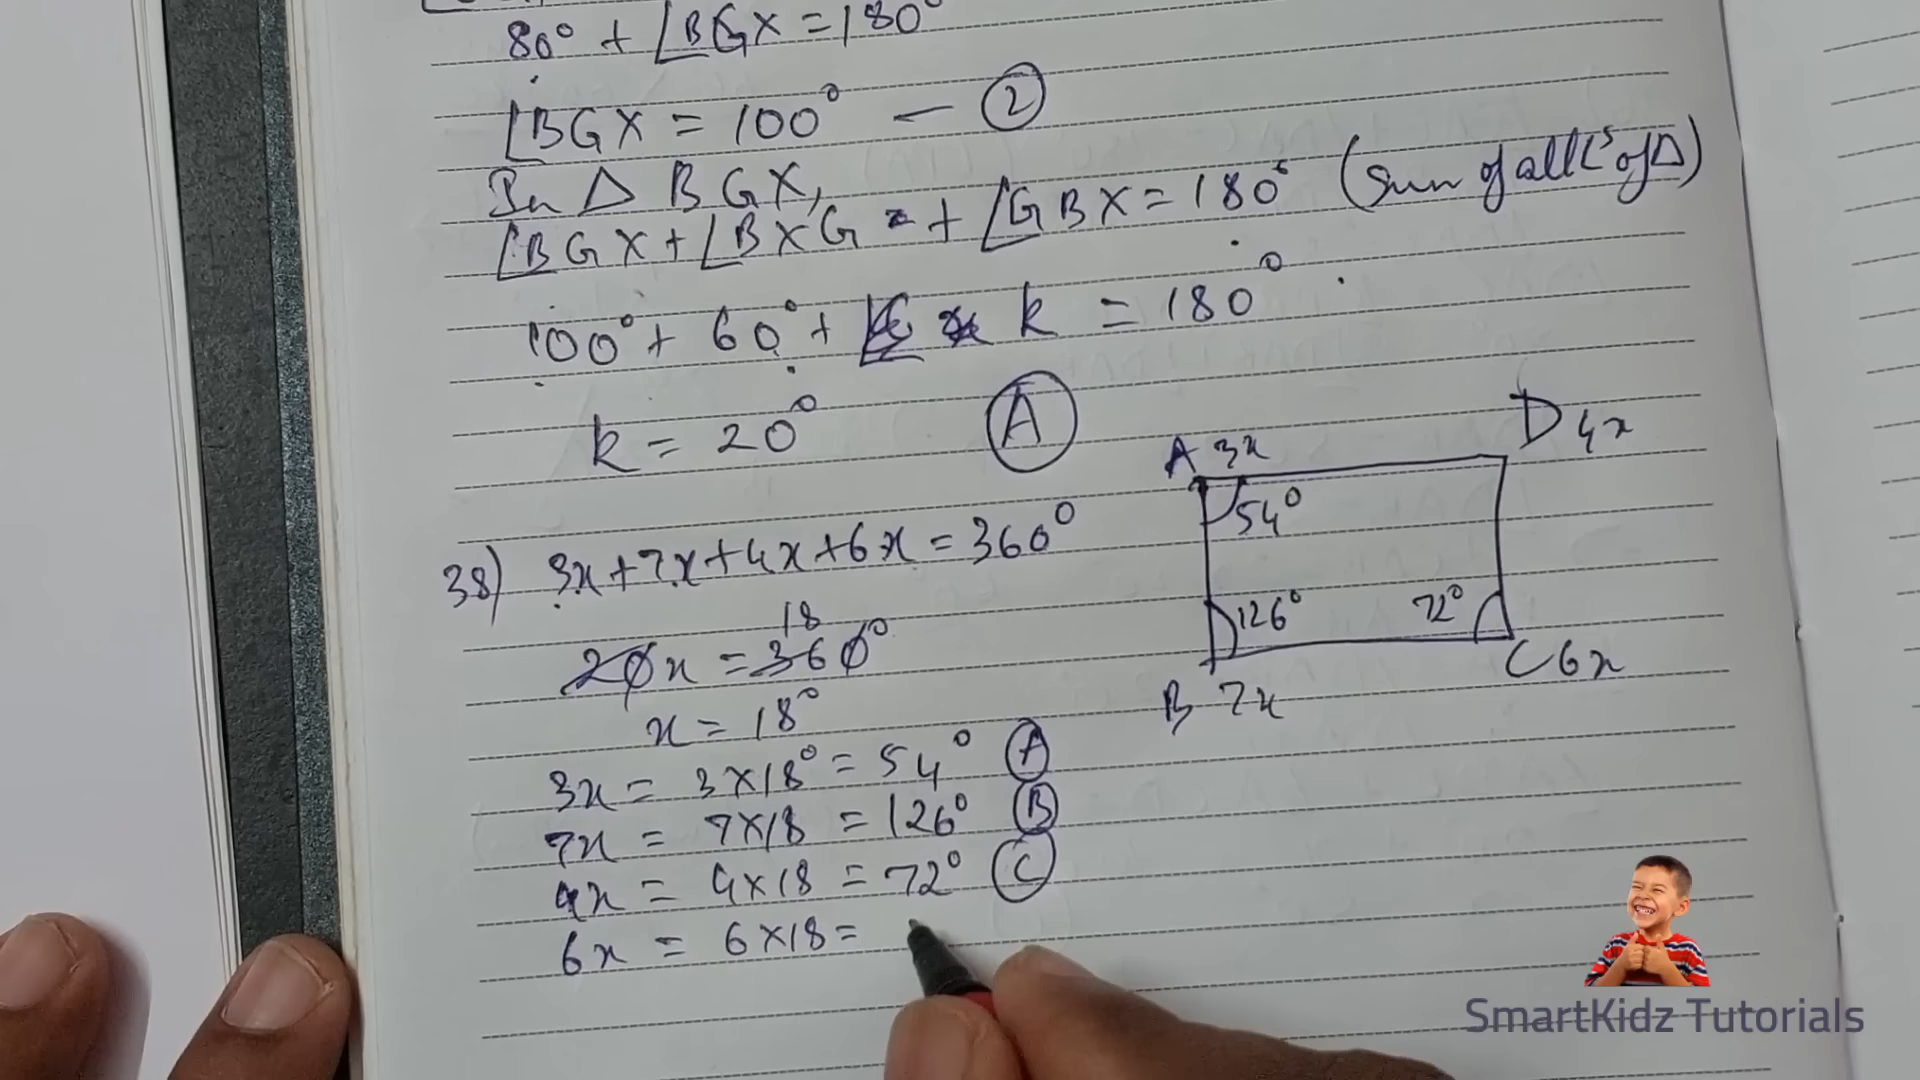 80° + ∠BGX = 180°
∠BGX = 100° — ②
In △ BGX,
∠BGX + ∠BXG + ∠GBX = 180° (Sum of all ∠s of △)
100° + 60° + k = 180°
k = 20° Ⓐ
A 3x
D 4x
54°
126° 72°
B 7x
C 6x
38) 3x + 7x + 4x + 6x = 360°
18
20x = 360°
x = 18°
3x = 3 × 18° = 54° Ⓐ
7x = 7 × 18 = 126° Ⓑ
4x = 4 × 18 = 72° Ⓒ
6x = 6 × 18 =
SmartKidz Tutorials